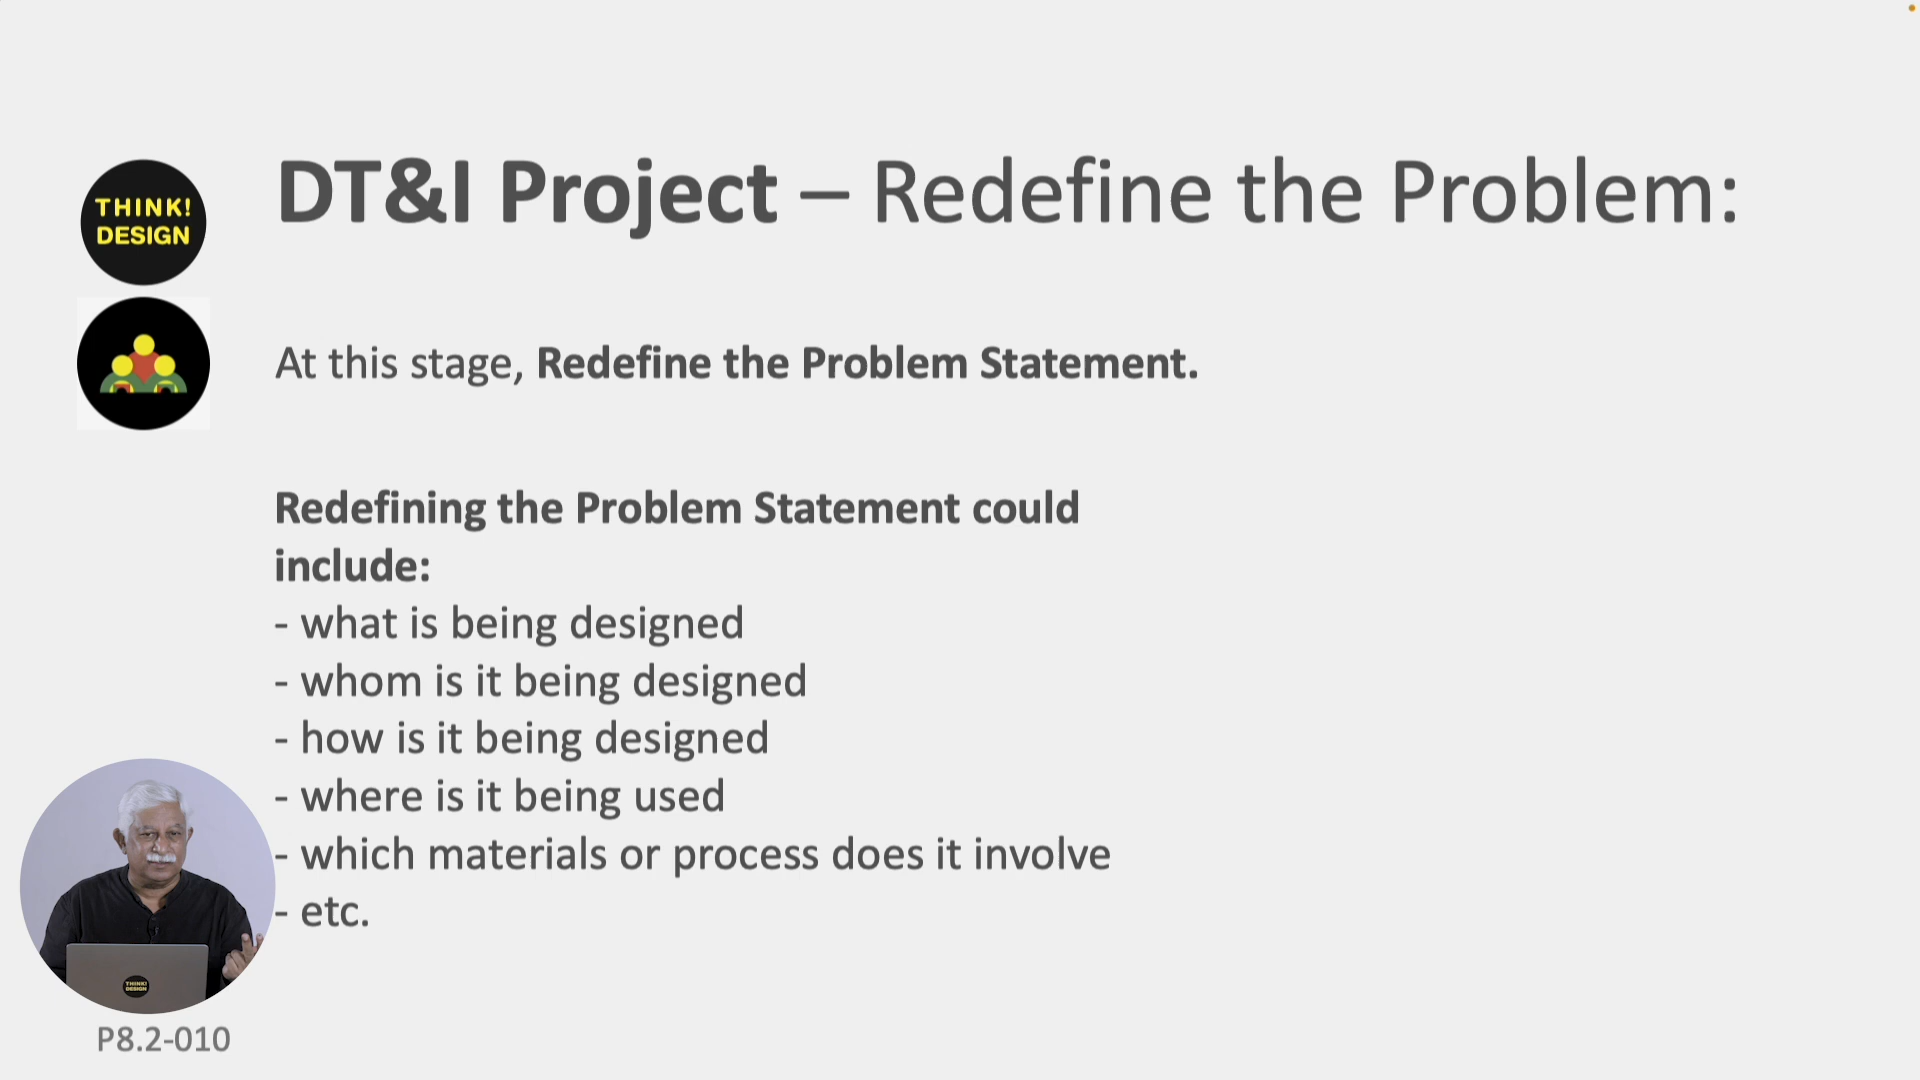 THINK!
DESIGN
DT&I Project – Redefine the Problem:
At this stage, Redefine the Problem Statement.
Redefining the Problem Statement could
include:
- what is being designed
- whom is it being designed
- how is it being designed
- where is it being used
- which materials or process does it involve
- etc.
THINK!
DESIGN
P8.2-010